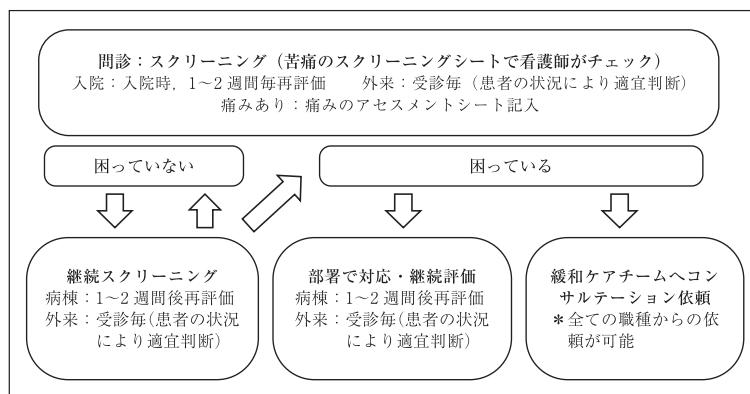 問診：スクリーニング（苦痛のスクリーニングシートで看護師がチェック）
入院：入院時，1～2週間毎再評価　　外来：受診毎（患者の状況により適宜判断）
痛みあり：痛みのアセスメントシート記入
困っていない
困っている
継続スクリーニング
病棟：1～2週間後再評価
外来：受診毎(患者の状況
により適宜判断)
部署で対応・継続評価
病棟：1～2週間後再評価
外来：受診毎(患者の状況
により適宜判断)
緩和ケアチームへコン
サルテーション依頼
＊全ての職種からの依
頼が可能